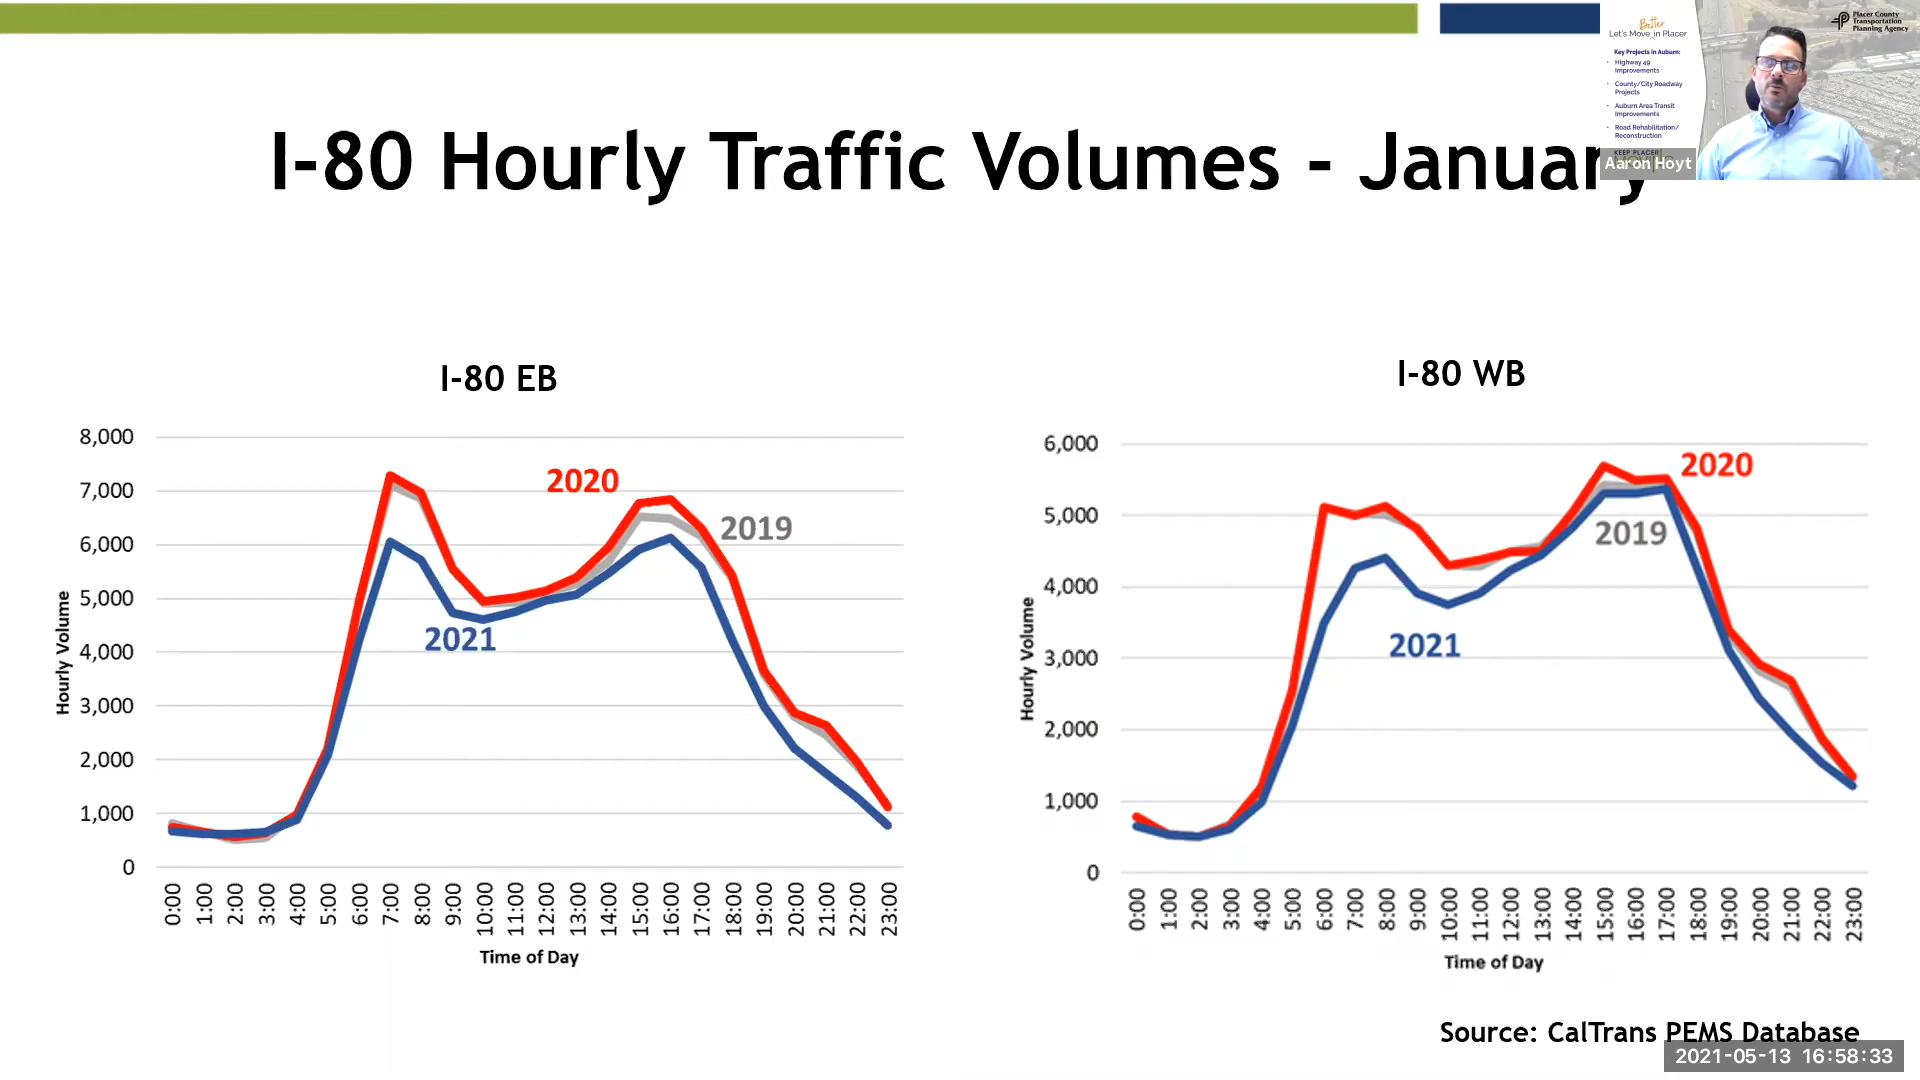 Better
Let's Move in Placer
Key Projects in Auburn:
Highway 49
Improvements
County/City Roadway
Projects
Auburn Area Transit
Improvements
Road Rehabilitation/
Reconstruction
KEEP PLACER
Aaron Hoyt
Placer County
Transportation
Planning Agency
I-80 Hourly Traffic Volumes - January
I-80 EB
8,000
7,000
6,000
5,000
4,000
3,000
2,000
1,000
0
Hourly Volume
2020
2019
2021
0:00
1:00
2:00
3:00
4:00
5:00
6:00
7:00
8:00
9:00
10:00
11:00
12:00
13:00
14:00
15:00
16:00
17:00
18:00
19:00
20:00
21:00
22:00
23:00
Time of Day
I-80 WB
6,000
5,000
4,000
3,000
2,000
1,000
0
Hourly Volume
2020
2019
2021
0:00
1:00
2:00
3:00
4:00
5:00
6:00
7:00
8:00
9:00
10:00
11:00
12:00
13:00
14:00
15:00
16:00
17:00
18:00
19:00
20:00
21:00
22:00
23:00
Time of Day
Source: CalTrans PEMS Database
2021-05-13 16:58:33